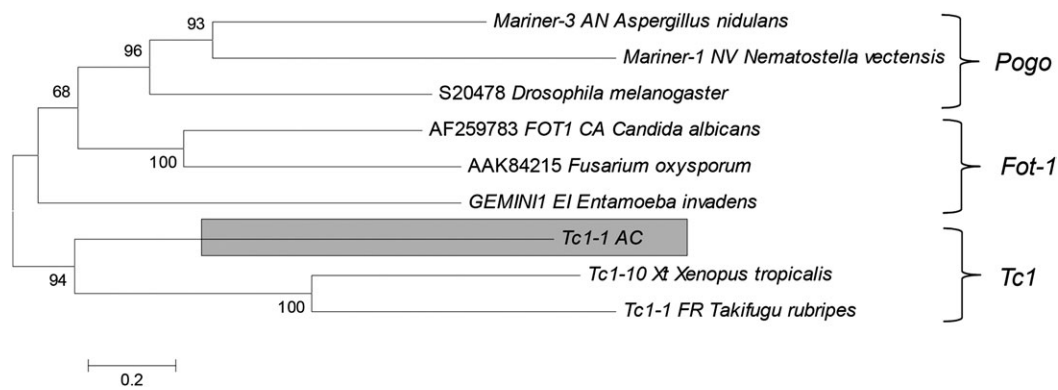 93
Mariner-3 AN Aspergillus nidulans
96
Mariner-1 NV Nematostella vectensis
Pogo
68
S20478 Drosophila melanogaster
AF259783 FOT1 CA Candida albicans
100
AAK84215 Fusarium oxysporum
Fot-1
GEMINI1 EI Entamoeba invadens
Tc1-1 AC
94
Tc1-10 Xt Xenopus tropicalis
Tc1
100
Tc1-1 FR Takifugu rubripes
0.2